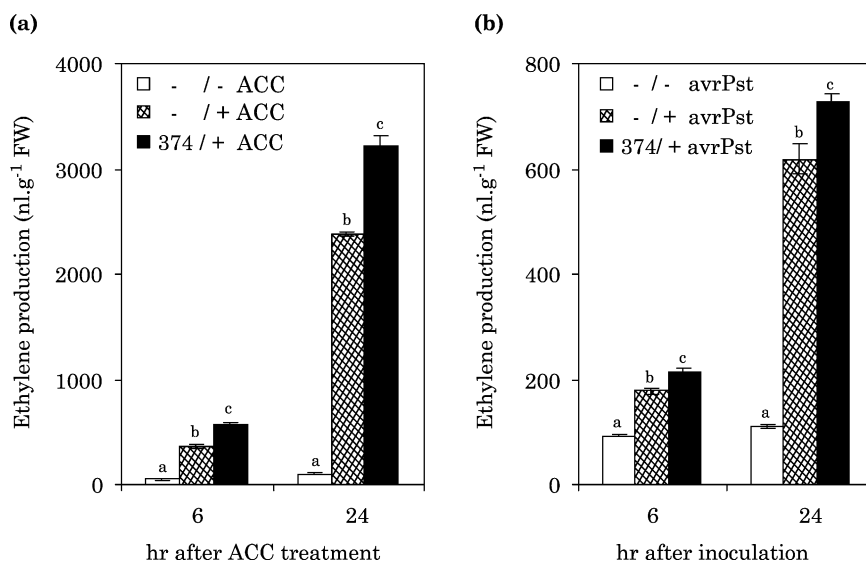 (a)
Ethylene production (nl.g-1 FW)
4000
3000
2000
1000
0
- / - ACC
- / + ACC
374 / + ACC
a
b
c
a
b
c
6
24
hr after ACC treatment
(b)
Ethylene production (nl.g-1 FW)
800
600
400
200
0
- / - avrPst
- / + avrPst
374/ + avrPst
a
b
c
a
b
c
6
24
hr after inoculation